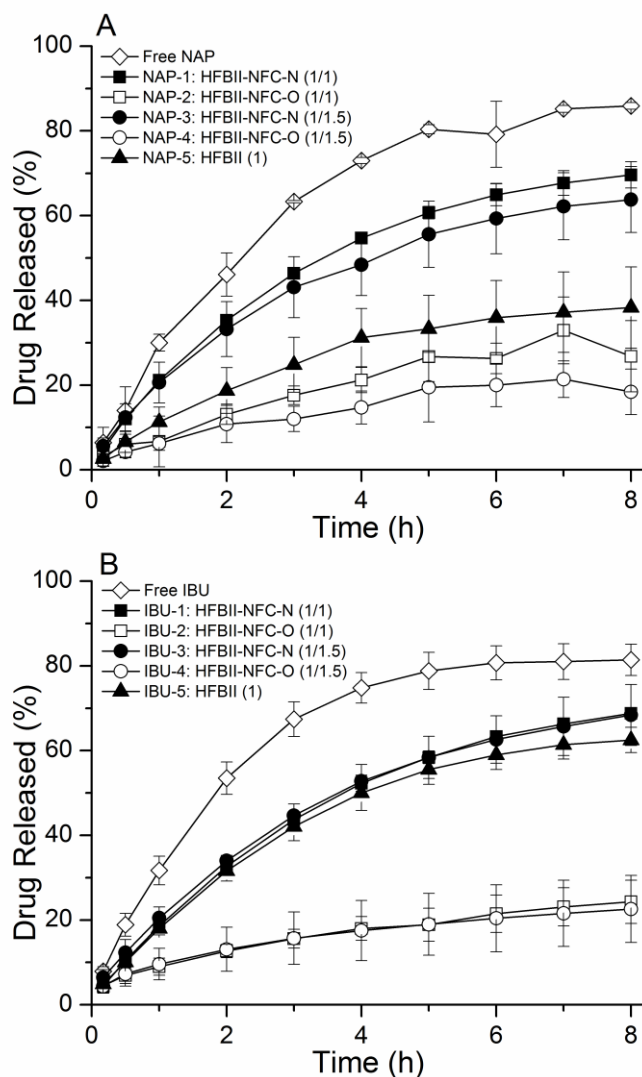 A
100
80
60
40
20
0
Drug Released (%)
Free NAP
NAP-1: HFBII-NFC-N (1/1)
NAP-2: HFBII-NFC-O (1/1)
NAP-3: HFBII-NFC-N (1/1.5)
NAP-4: HFBII-NFC-O (1/1.5)
NAP-5: HFBII (1)
0 2 4 6 8
Time (h)
B
100
80
60
40
20
0
Drug Released (%)
Free IBU
IBU-1: HFBII-NFC-N (1/1)
IBU-2: HFBII-NFC-O (1/1)
IBU-3: HFBII-NFC-N (1/1.5)
IBU-4: HFBII-NFC-O (1/1.5)
IBU-5: HFBII (1)
0 2 4 6 8
Time (h)